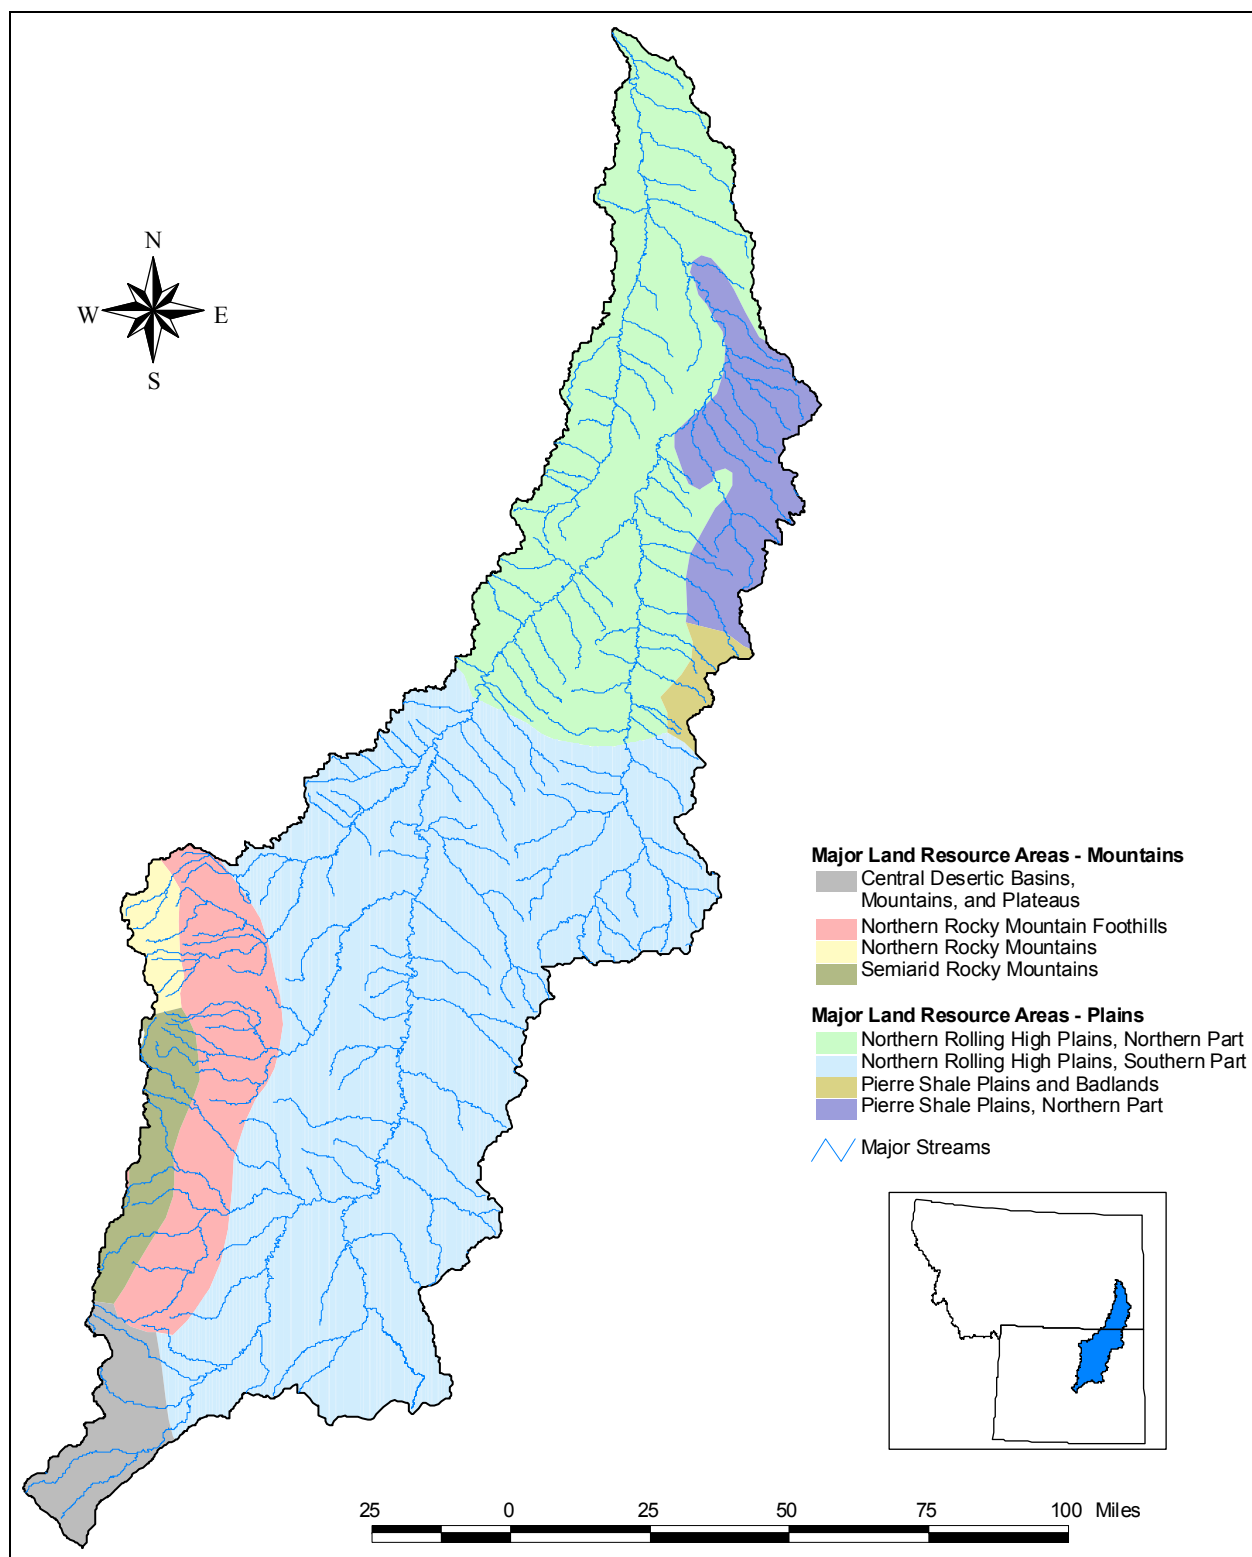 N
W E
S
Major Land Resource Areas - Mountains
Central Desertic Basins,
Mountains, and Plateaus
Northern Rocky Mountain Foothills
Northern Rocky Mountains
Semiarid Rocky Mountains
Major Land Resource Areas - Plains
Northern Rolling High Plains, Northern Part
Northern Rolling High Plains, Southern Part
Pierre Shale Plains and Badlands
Pierre Shale Plains, Northern Part
Major Streams
25 0 25 50 75 100 Miles